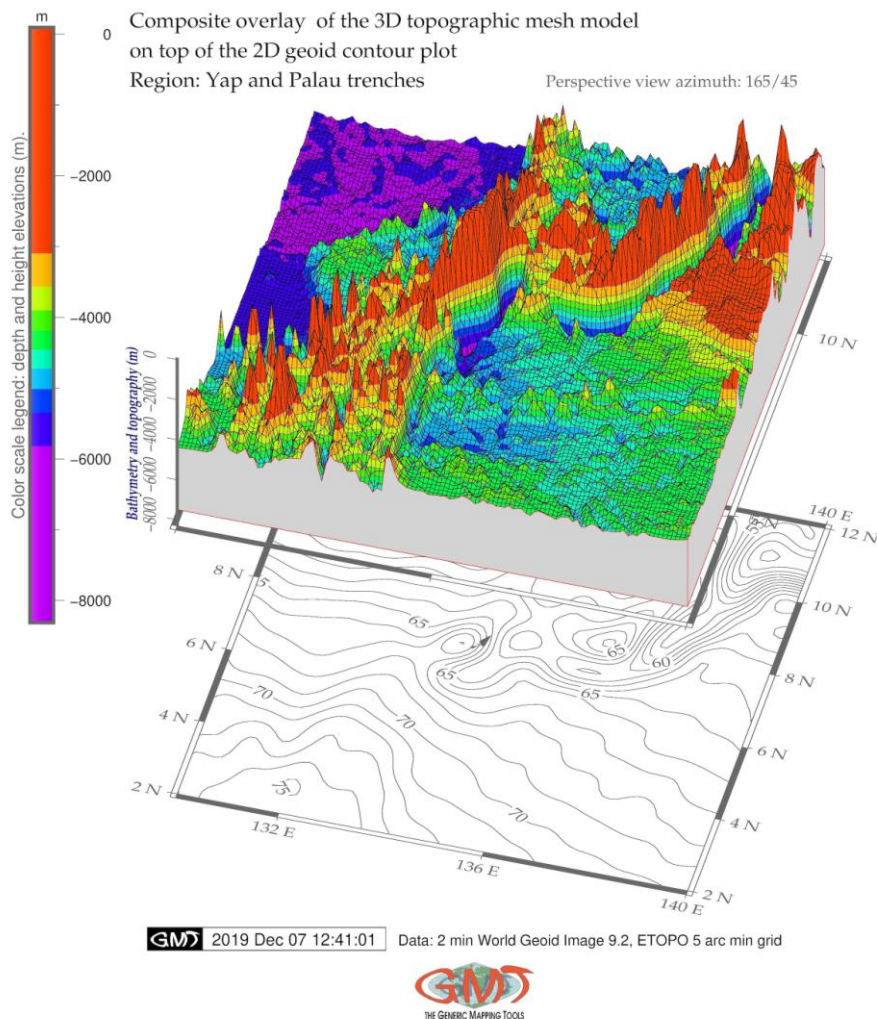 m
Composite overlay of the 3D topographic mesh model
on top of the 2D geoid contour plot
Region: Yap and Palau trenches
Perspective view azimuth: 165/45
Color scale legend: depth and height elevations (m).
0
−2000
−4000
−6000
−8000
Bathymetry and topography (m)
0
−2000
−4000
−6000
−8000
10 N
140 E
12 N
10 N
8 N
6 N
4 N
2 N
8 N
6 N
4 N
2 N
132 E
136 E
140 E
55
65
65
60
65
65
70
70
70
75
GMT 2019 Dec 07 12:41:01 Data: 2 min World Geoid Image 9.2, ETOPO 5 arc min grid
GMT
THE GENERIC MAPPING TOOLS